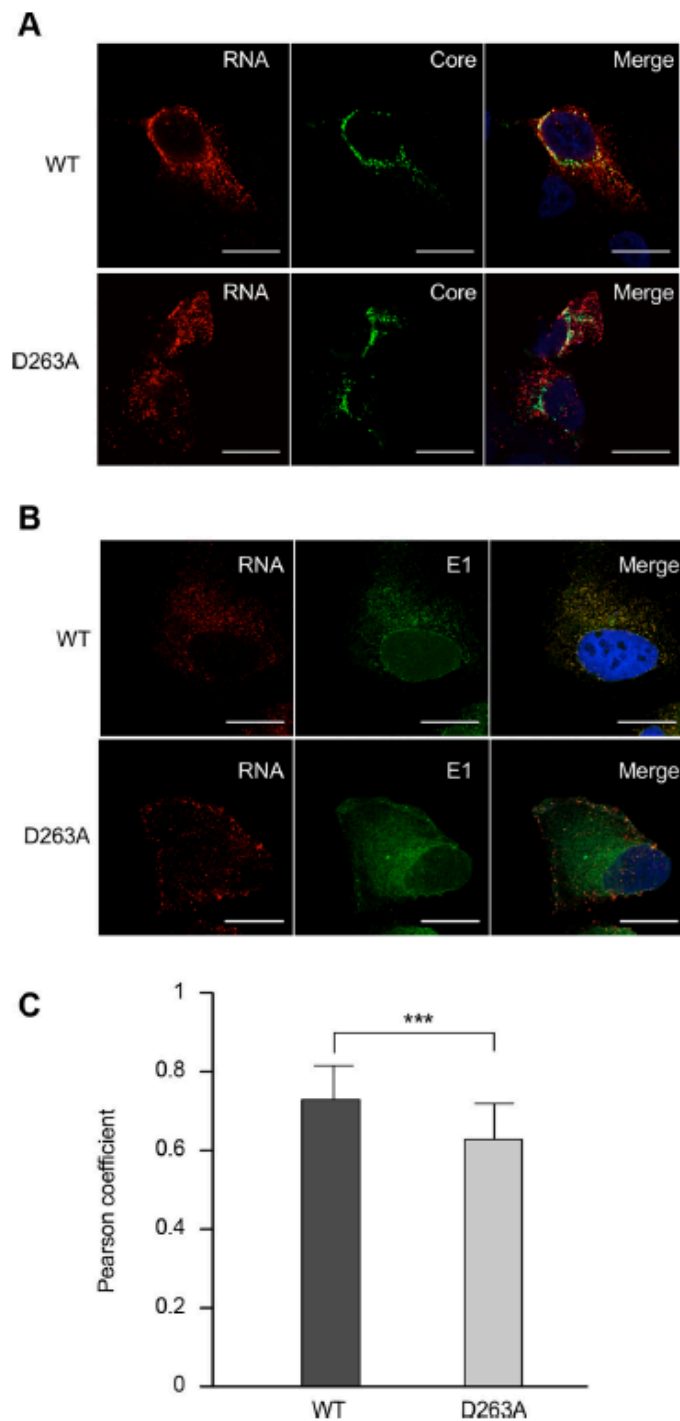 A
RNA Core Merge
WT
RNA Core Merge
D263A
B
RNA E1 Merge
WT
RNA E1 Merge
D263A
C
1
***
0.8
0.6
0.4
0.2
0
Pearson coefficient
WT D263A